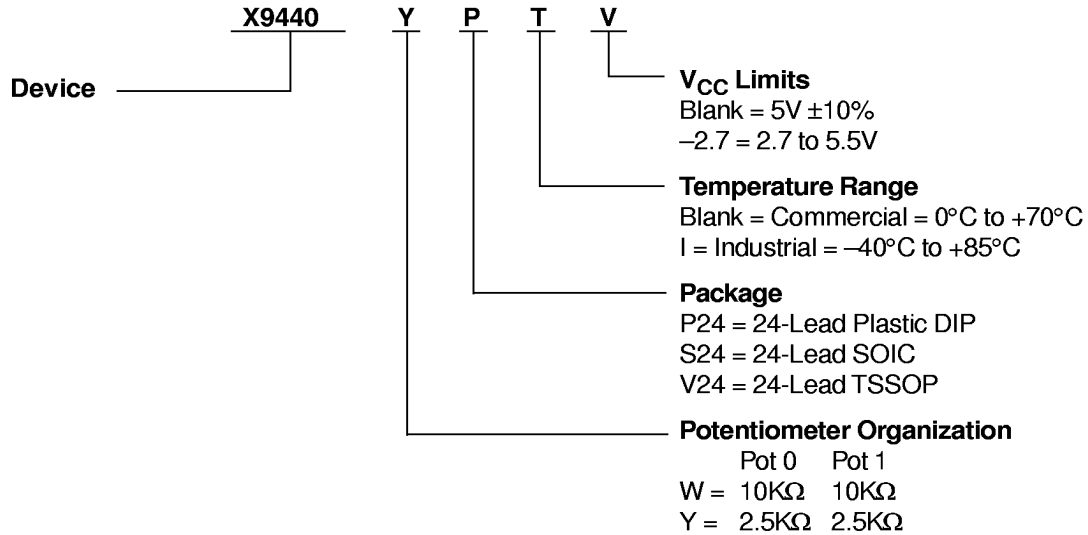 X9440 Y P T V
Device
VCC Limits
Blank = 5V ±10%
–2.7 = 2.7 to 5.5V
Temperature Range
Blank = Commercial = 0°C to +70°C
I = Industrial = –40°C to +85°C
Package
P24 = 24-Lead Plastic DIP
S24 = 24-Lead SOIC
V24 = 24-Lead TSSOP
Potentiometer Organization
Pot 0 Pot 1
W = 10KΩ 10KΩ
Y = 2.5KΩ 2.5KΩ